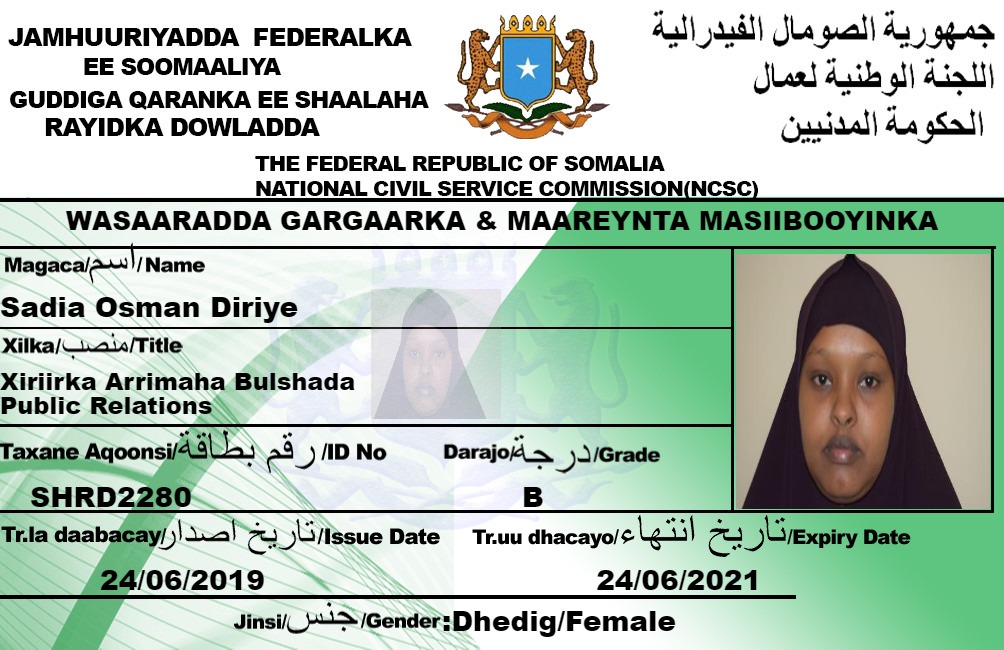 JAMHUURIYADDA FEDERALKA
EE SOOMAALIYA
GUDDIGA QARANKA EE SHAALAHA
RAYIDKA DOWLADDA
جمهورية الصومال الفيدرالية
اللجنة الوطنية لعمال
الحكومة المدنيين
THE FEDERAL REPUBLIC OF SOMALIA
NATIONAL CIVIL SERVICE COMMISSION(NCSC)
WASAARADDA GARGAARKA & MAAREYNTA MASIIBOOYINKA
Magaca/اسم/Name
Sadia Osman Diriye
Xilka/منصب/Title
Xiriirka Arrimaha Bulshada
Public Relations
Taxane Aqoonsi/رقم بطاقة/ID No
SHRD2280
Darajo/درجة/Grade
B
Tr.la daabacay/تاريخ اصدار/Issue Date
24/06/2019
Tr.uu dhacayo/تاريخ انتهاء/Expiry Date
24/06/2021
Jinsi/جنس/Gender:Dhedig/Female